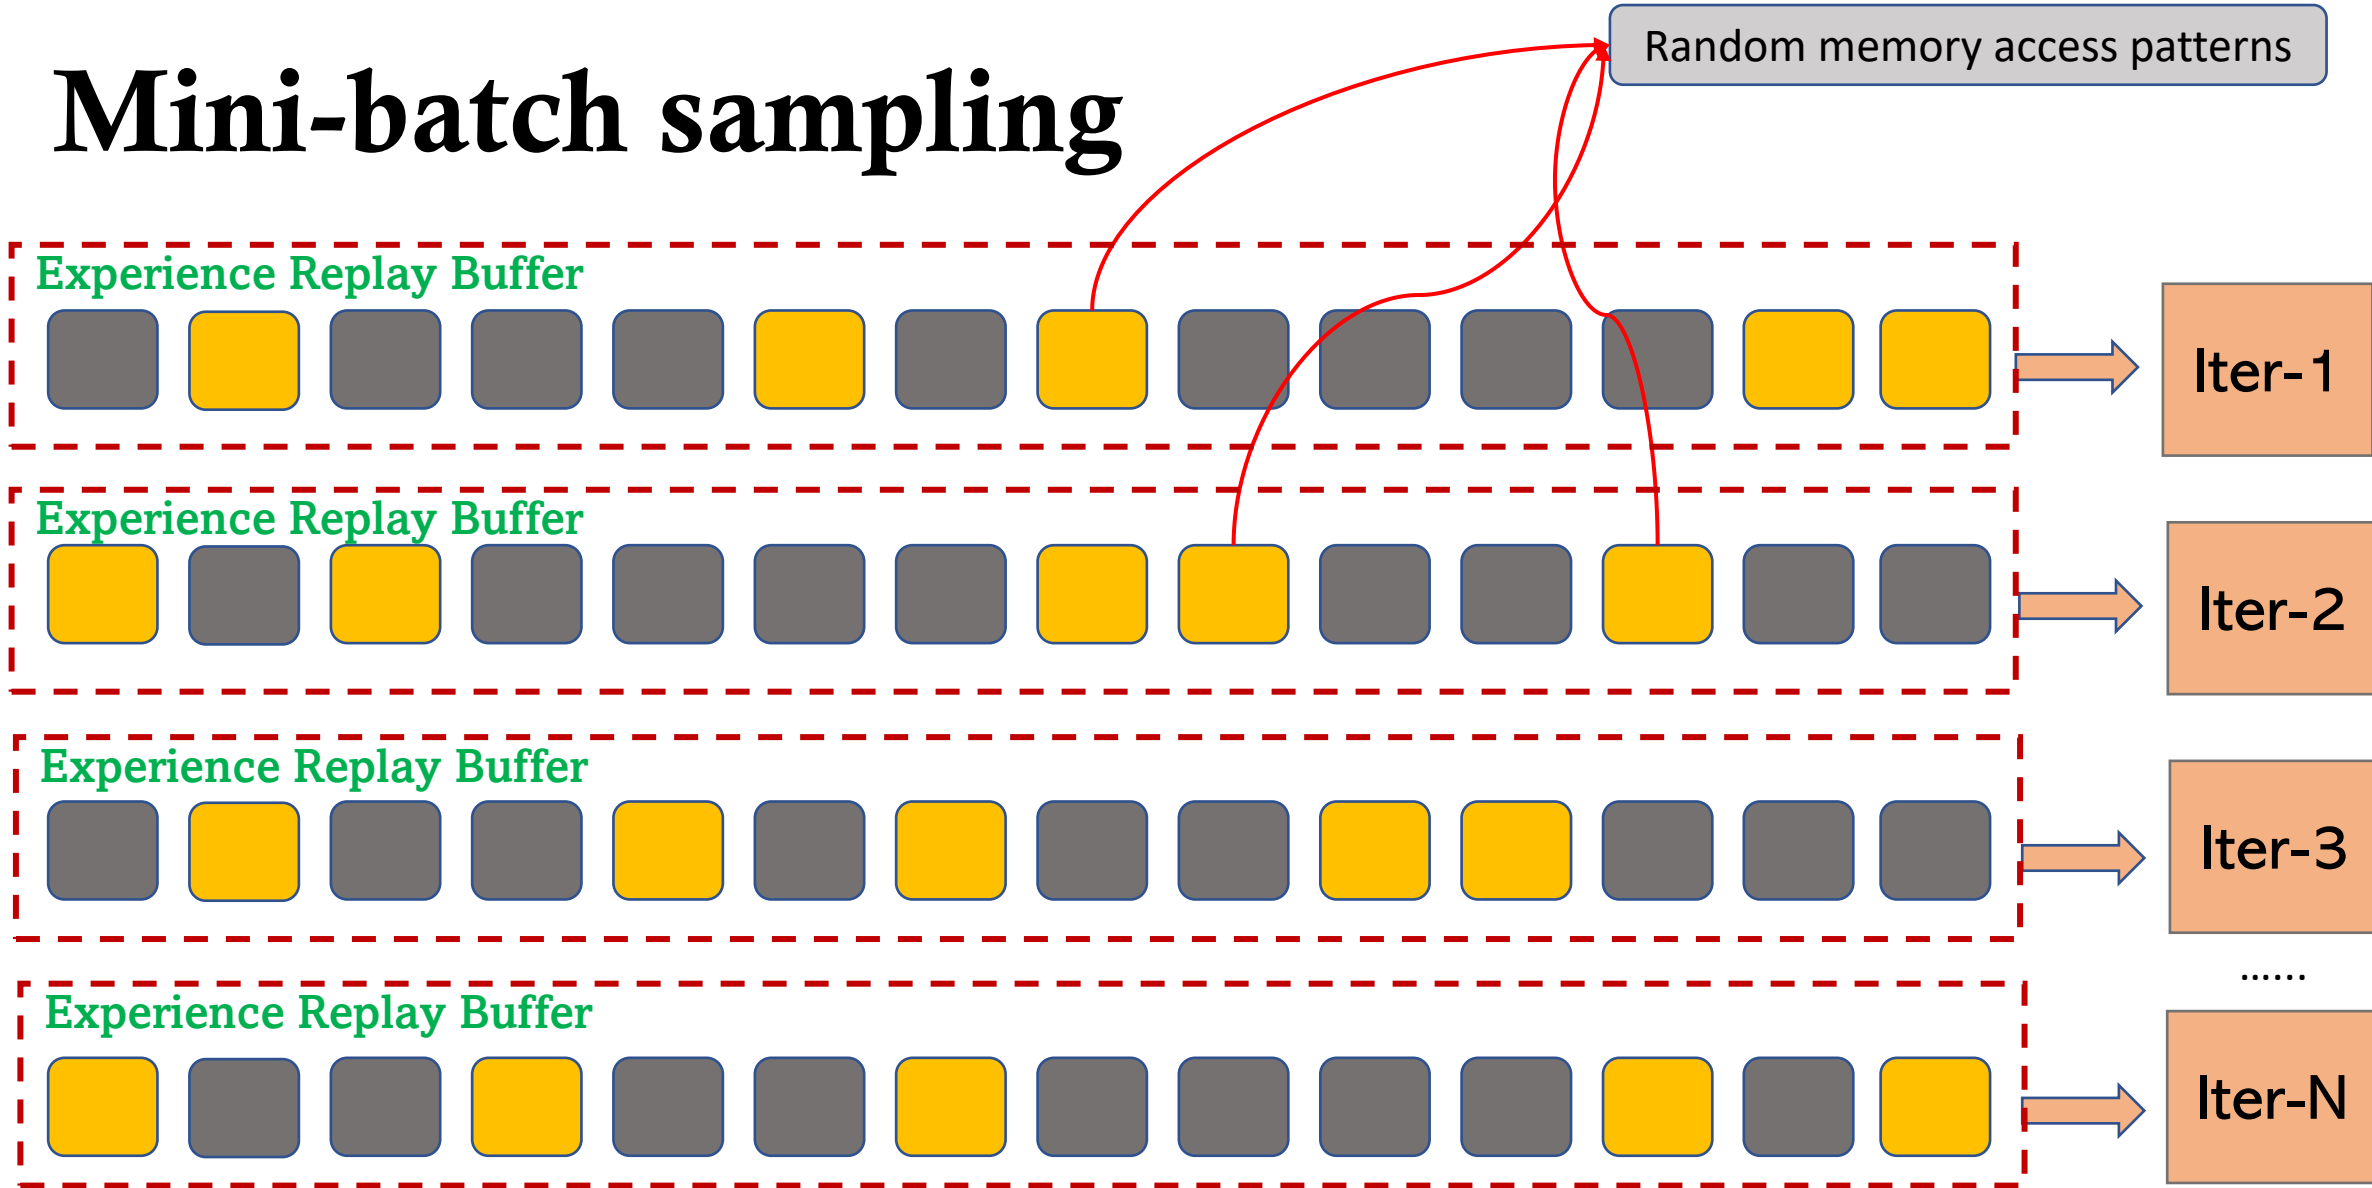 Random memory access patterns
Mini-batch sampling
Experience Replay Buffer
Iter-1
Experience Replay Buffer
Iter-2
Experience Replay Buffer
Iter-3
......
Experience Replay Buffer
Iter-N